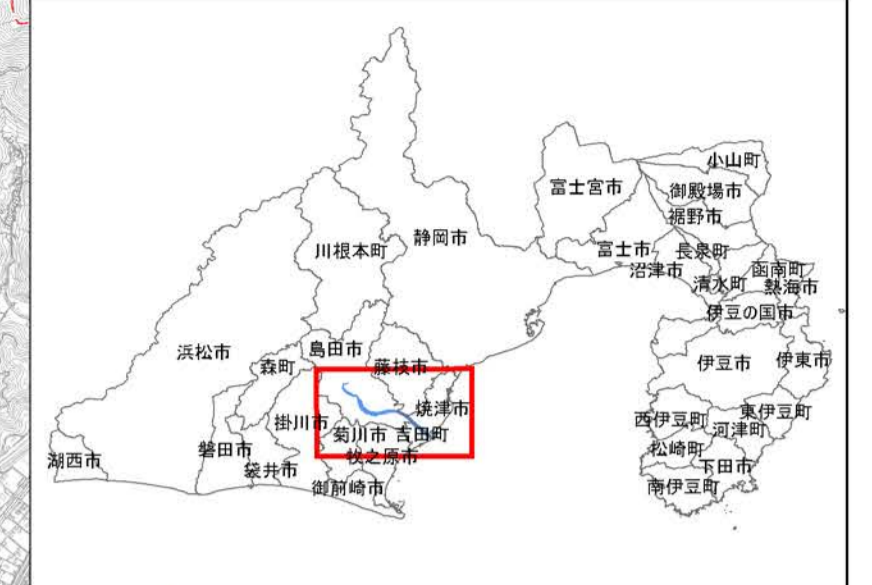 小山町
富士宮市
御殿場市
裾野市
静岡市
川根本町
富士市
長泉町
沼津市
函南町
清水町
熱海市
伊豆の国市
島田市
浜松市
伊豆市
伊東市
森町
藤枝市
焼津市
東伊豆町
西伊豆町
掛川市
河津町
菊川市
吉田町
磐田市
松崎町
牧之原市
湖西市
下田市
袋井市
御前崎市
南伊豆町